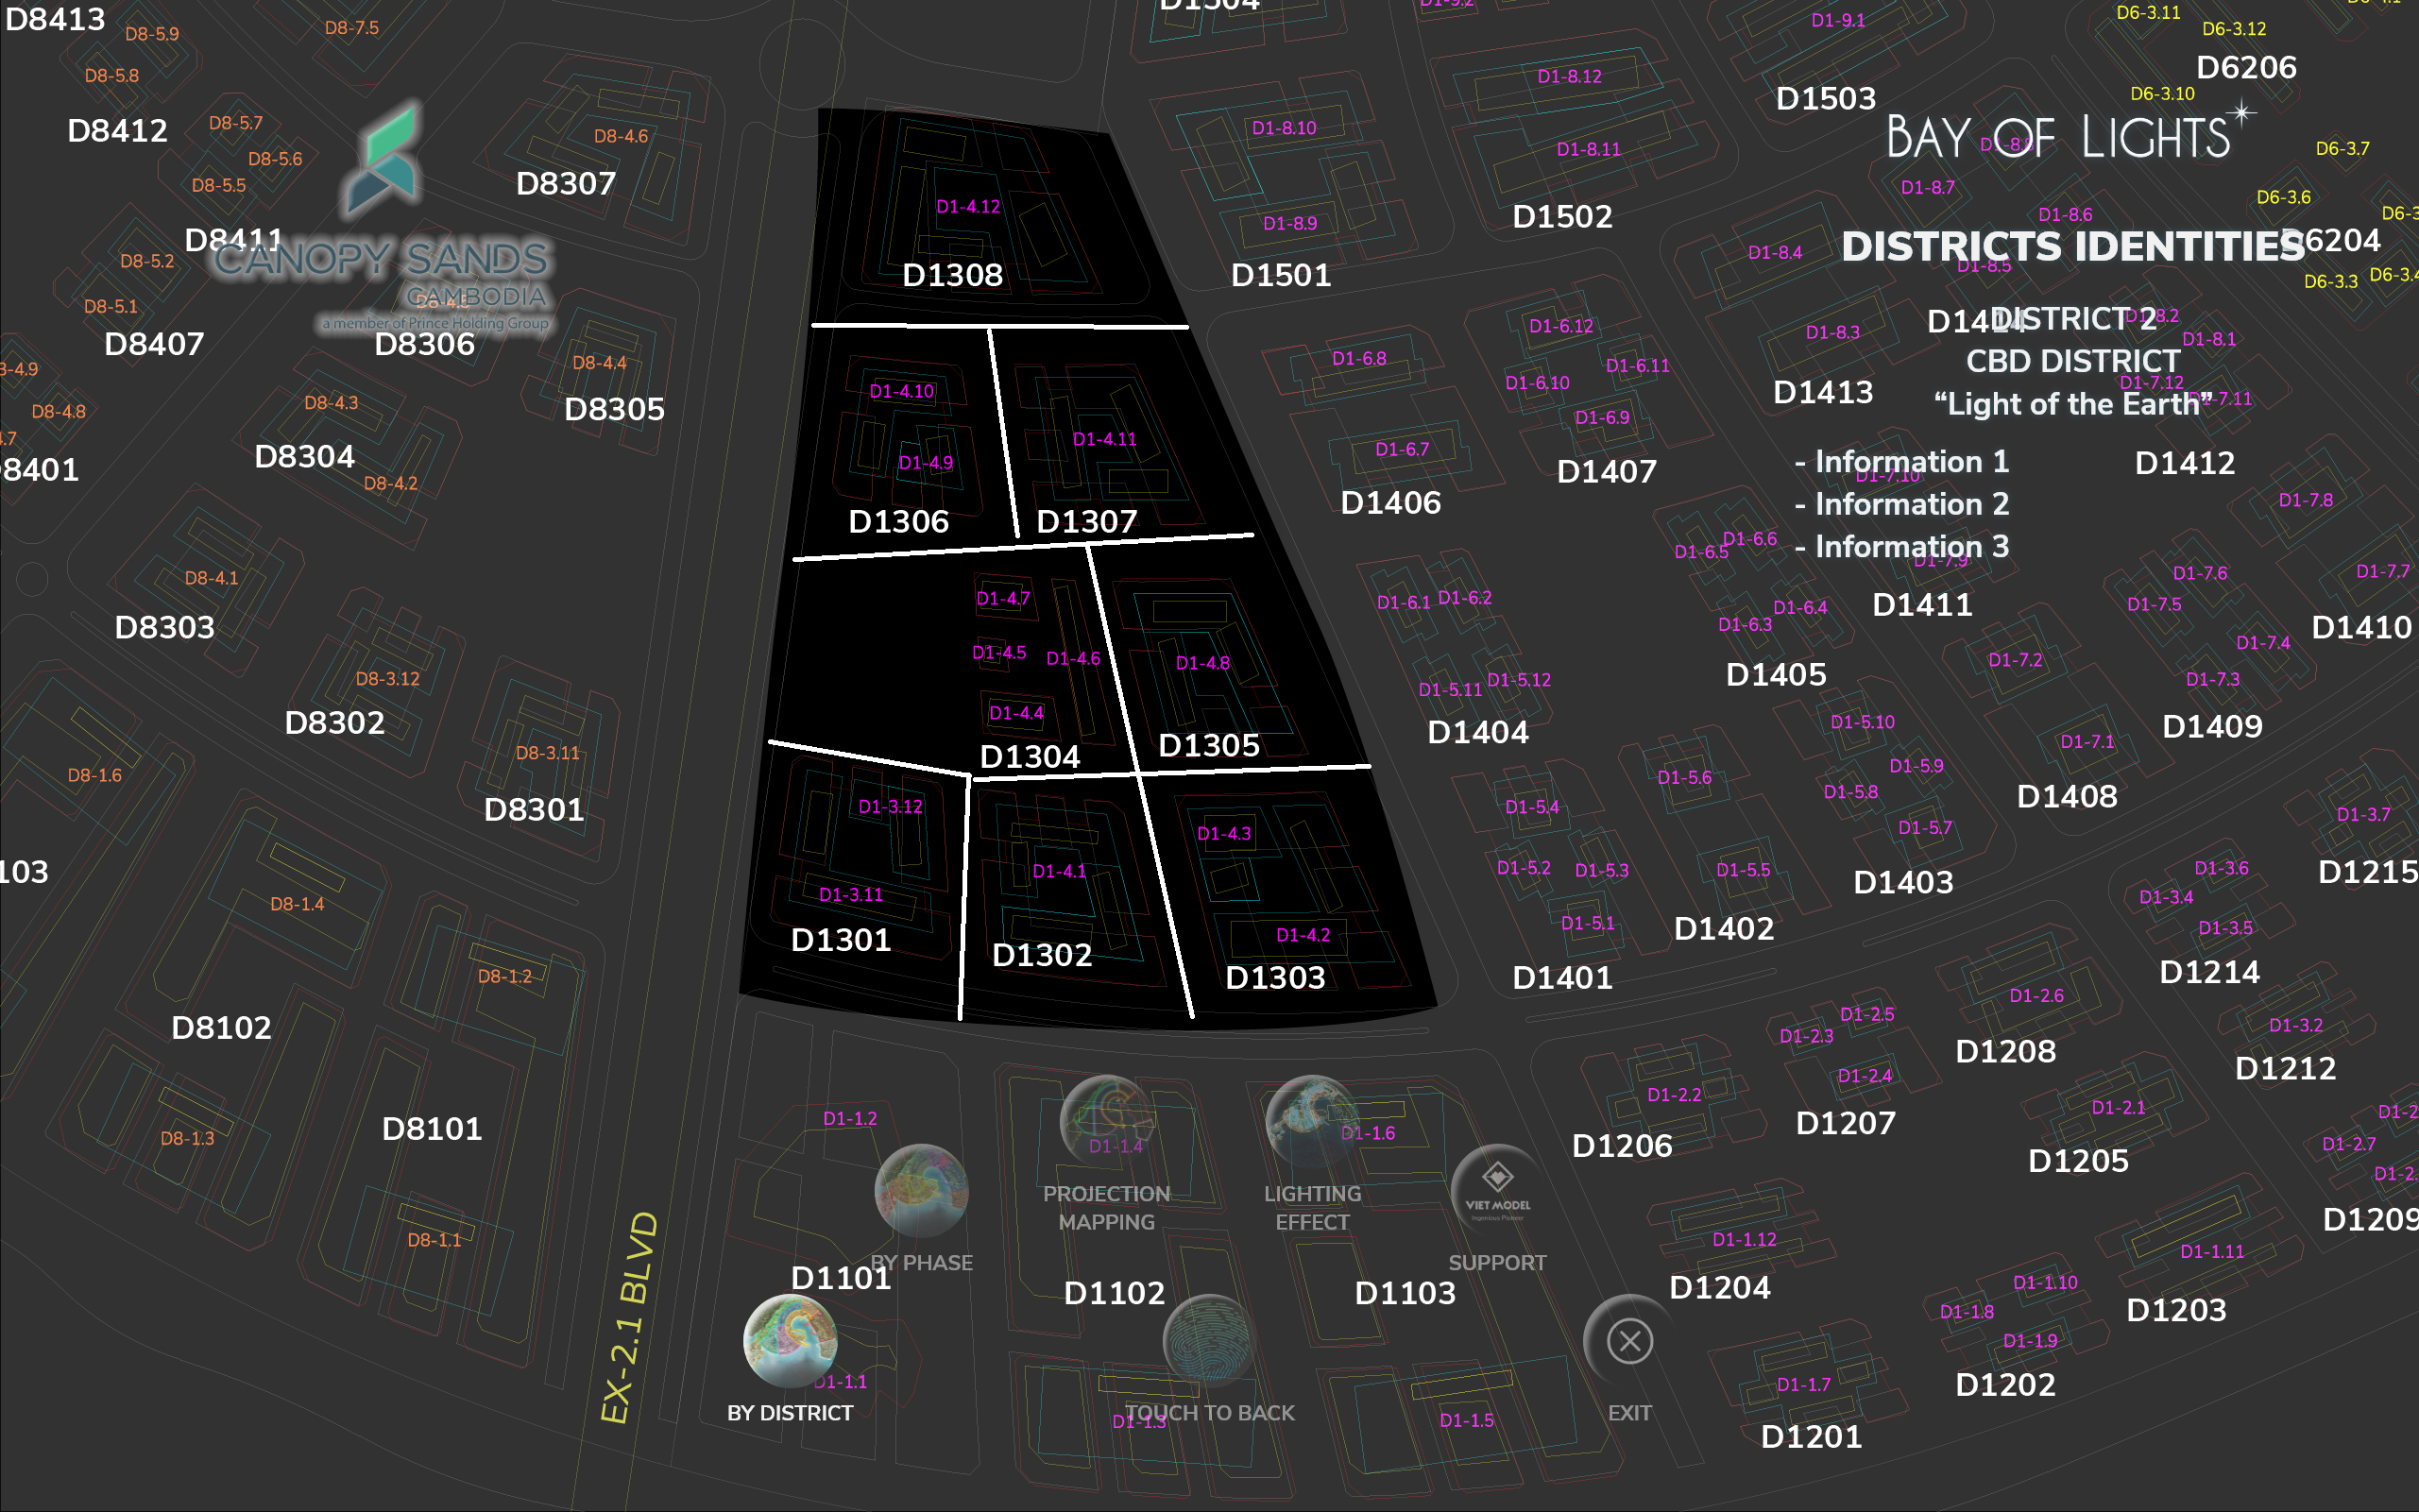 D8413
D8-5.9
D8-7.5
D1504
D1-9.2
D1-9.1
D6-3.11
D6-3.12
D6206
D8-5.8
D1-8.12
D1503
D6-3.10
D8412
D8-5.7
D8-5.6
D8-5.5
D8-4.6
D8307
D1-8.10
D1-8.11
BAY OF LIGHTS
D6-3.7
D1-8.7
D6-3.6
D1-4.12
D1-8.9
D1502
D1-8.6
D8411
D8-5.2
CANOPY SANDS
CAMBODIA
a member of Prince Holding Group
D1308
D1501
D1-8.4
DISTRICTS IDENTITIES
D6204
D1-8.5
D6-3.3
D6-3.4
D8-5.1
D8407
D8306
D8-4.4
D8305
D1-6.12
D1-6.8
D1-6.11
D1-6.10
D1-6.9
D1-8.3
D1413
D1414
DISTRICT 2
D1-8.2
D1-8.1
CBD DISTRICT
D1-7.12
“Light of the Earth”
D1-7.11
D8-4.8
D8-4.3
D8304
D8-4.2
D1-4.10
D1-4.9
D1-4.11
D1306
D1307
D1-6.7
D1406
D1407
- Information 1
D1-7.10
D1412
- Information 2
D1-7.8
- Information 3
D1-7.9
D8-4.1
D8303
D1-4.7
D1-4.5
D1-4.6
D1-4.8
D1-4.4
D1304
D1305
D1-6.1
D1-6.2
D1-5.11
D1-5.12
D1404
D1-6.5
D1-6.6
D1-6.3
D1-6.4
D1405
D1411
D1-7.6
D1-7.5
D1-7.7
D1410
D1-7.4
D1-7.3
D1409
D1-7.2
D1-7.1
D1408
D8-3.12
D8302
D8-3.11
D8301
D8-1.6
D1-3.12
D1-3.11
D1301
D1-4.1
D1302
D1-4.3
D1-4.2
D1303
D1-5.4
D1-5.2
D1-5.3
D1-5.1
D1401
D1-5.6
D1-5.5
D1402
D1-5.10
D1-5.9
D1-5.8
D1-5.7
D1403
D1-3.7
D1215
D1-3.6
D1-3.4
D1-3.5
D1214
D8-1.4
D8-1.2
D8102
D8-1.3
D8101
D8-1.1
EX-2.1 BLVD
D1-2.6
D1208
D1-2.5
D1-2.3
D1-2.4
D1207
D1-3.2
D1212
D1-2.2
D1206
D1-2.1
D1205
D1-2.7
D1209
D1-1.2
D1-1.4
D1-1.6
PROJECTION
MAPPING
LIGHTING
EFFECT
VIET MODEL
Ingenious Pioneer
BY PHASE
SUPPORT
D1101
D1102
D1103
D1-1.12
D1204
D1-1.11
D1203
D1-1.10
D1-1.8
D1-1.9
D1202
D1-1.1
BY DISTRICT
TOUCH TO BACK
D1-1.3
D1-1.5
EXIT
D1-1.7
D1201